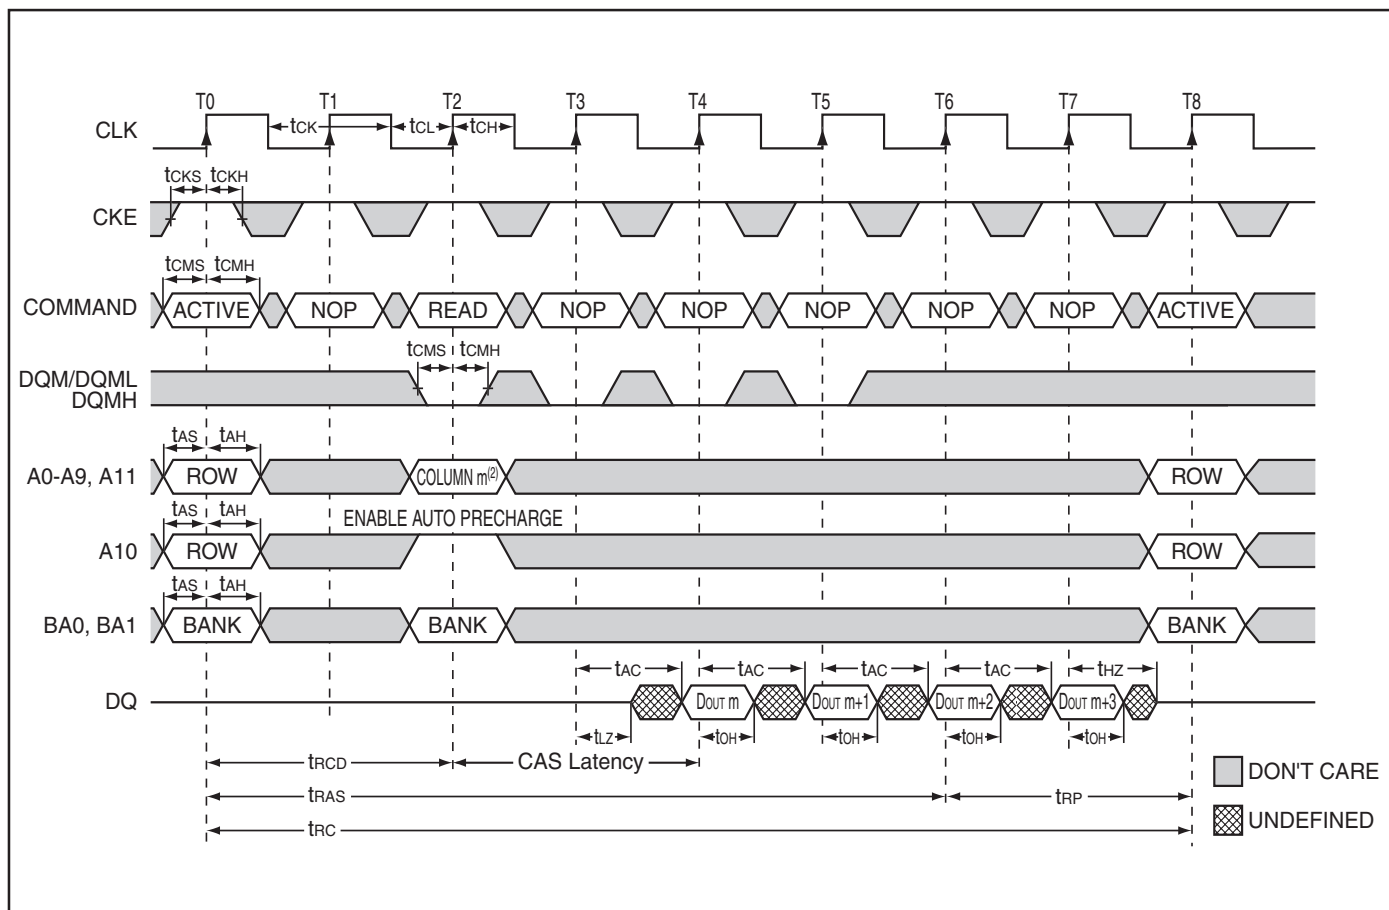 T0 T1 T2 T3 T4 T5 T6 T7 T8
CLK tCK tCL tCH
tCKS tCKH
CKE
tCMS tCMH
COMMAND ACTIVE NOP READ NOP NOP NOP NOP NOP ACTIVE
tCMS tCMH
DQM/DQML
DQMH
tAS tAH
A0-A9, A11 ROW COLUMN m(2) ROW
tAS tAH ENABLE AUTO PRECHARGE
A10 ROW ROW
tAS tAH
BA0, BA1 BANK BANK BANK
tAC tAC tAC tAC tHZ
DQ DOUT m DOUT m+1 DOUT m+2 DOUT m+3
tLZ tOH tOH tOH tOH
tRCD CAS Latency
DON'T CARE
tRAS tRP
UNDEFINED
tRC